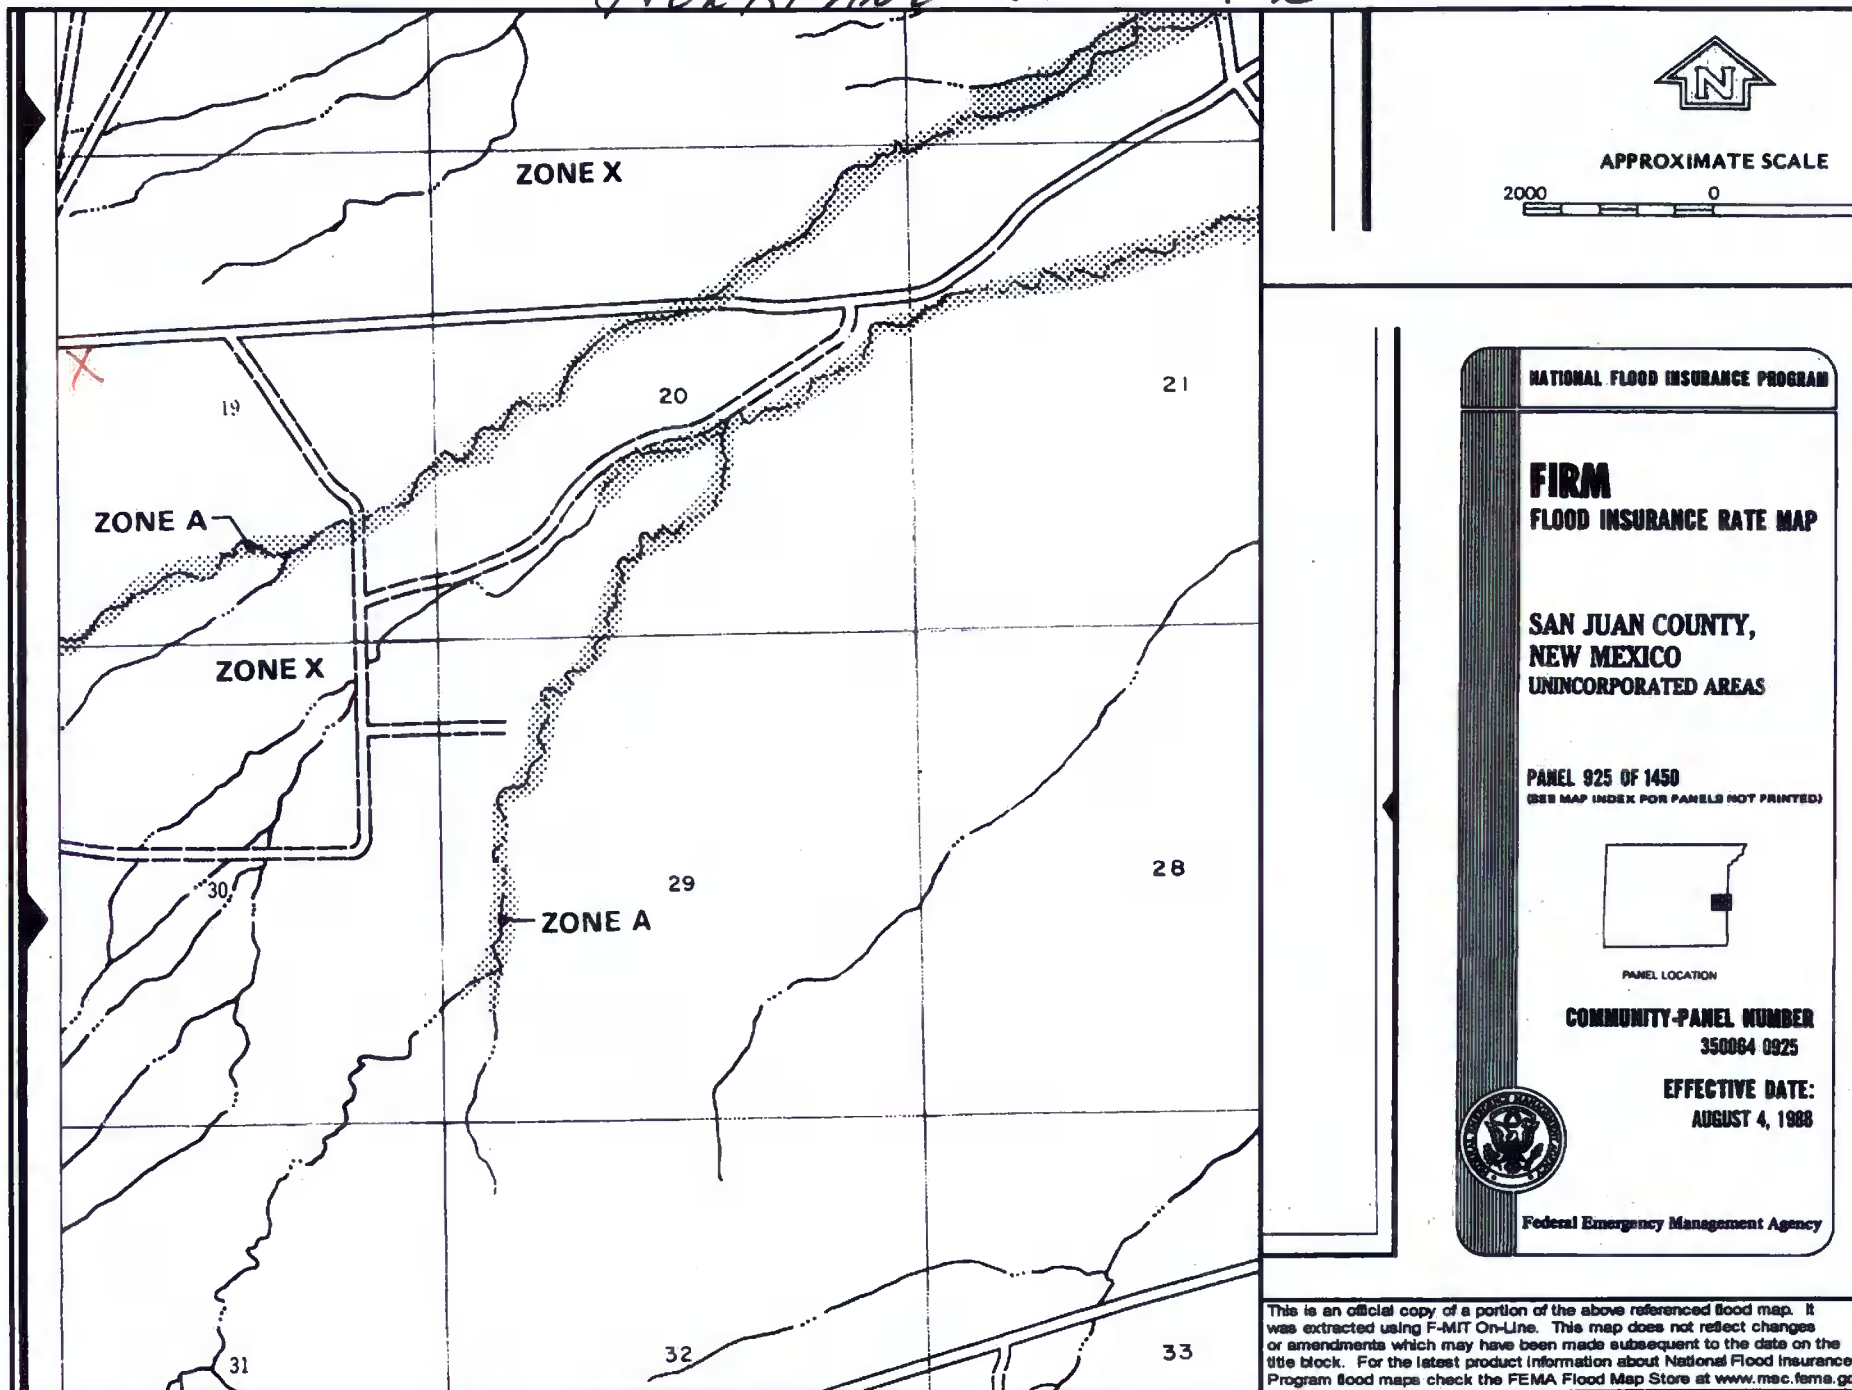 N
APPROXIMATE SCALE
2000 0
ZONE X
19
20
21
ZONE A
ZONE X
30
29
28
ZONE A
31
32
33
NATIONAL FLOOD INSURANCE PROGRAM
FIRM
FLOOD INSURANCE RATE MAP
SAN JUAN COUNTY,
NEW MEXICO
UNINCORPORATED AREAS
PANEL 925 OF 1450
(SEE MAP INDEX FOR PANELS NOT PRINTED)
PANEL LOCATION
COMMUNITY-PANEL NUMBER
350064 0925
EFFECTIVE DATE:
AUGUST 4, 1988
Federal Emergency Management Agency
This is an official copy of a portion of the above referenced flood map. It
was extracted using F-MIT On-Line. This map does not reflect changes
or amendments which may have been made subsequent to the date on the
title block. For the latest product information about National Flood Insurance
Program flood maps check the FEMA Flood Map Store at www.msc.fema.go